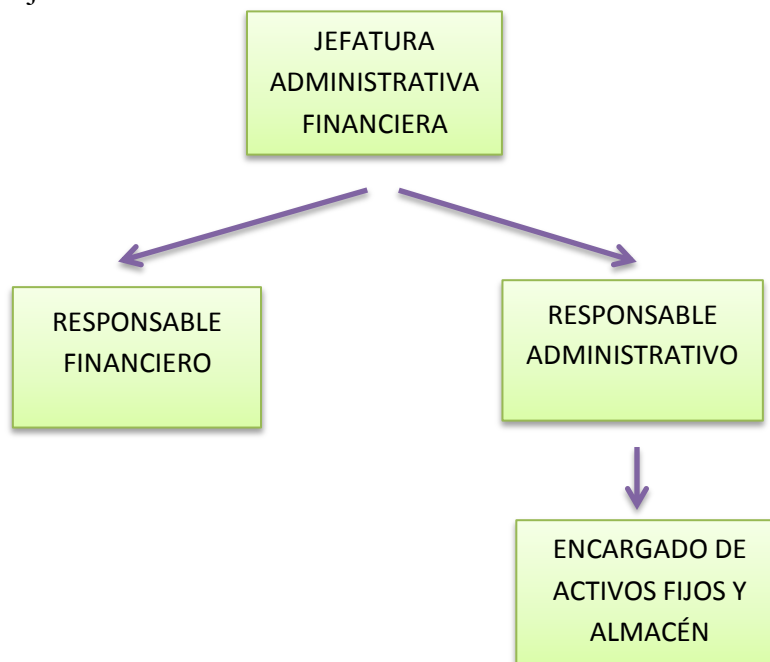 JEFATURA
ADMINISTRATIVA
FINANCIERA
RESPONSABLE
FINANCIERO
RESPONSABLE
ADMINISTRATIVO
ENCARGADO DE
ACTIVOS FIJOS Y
ALMACÉN